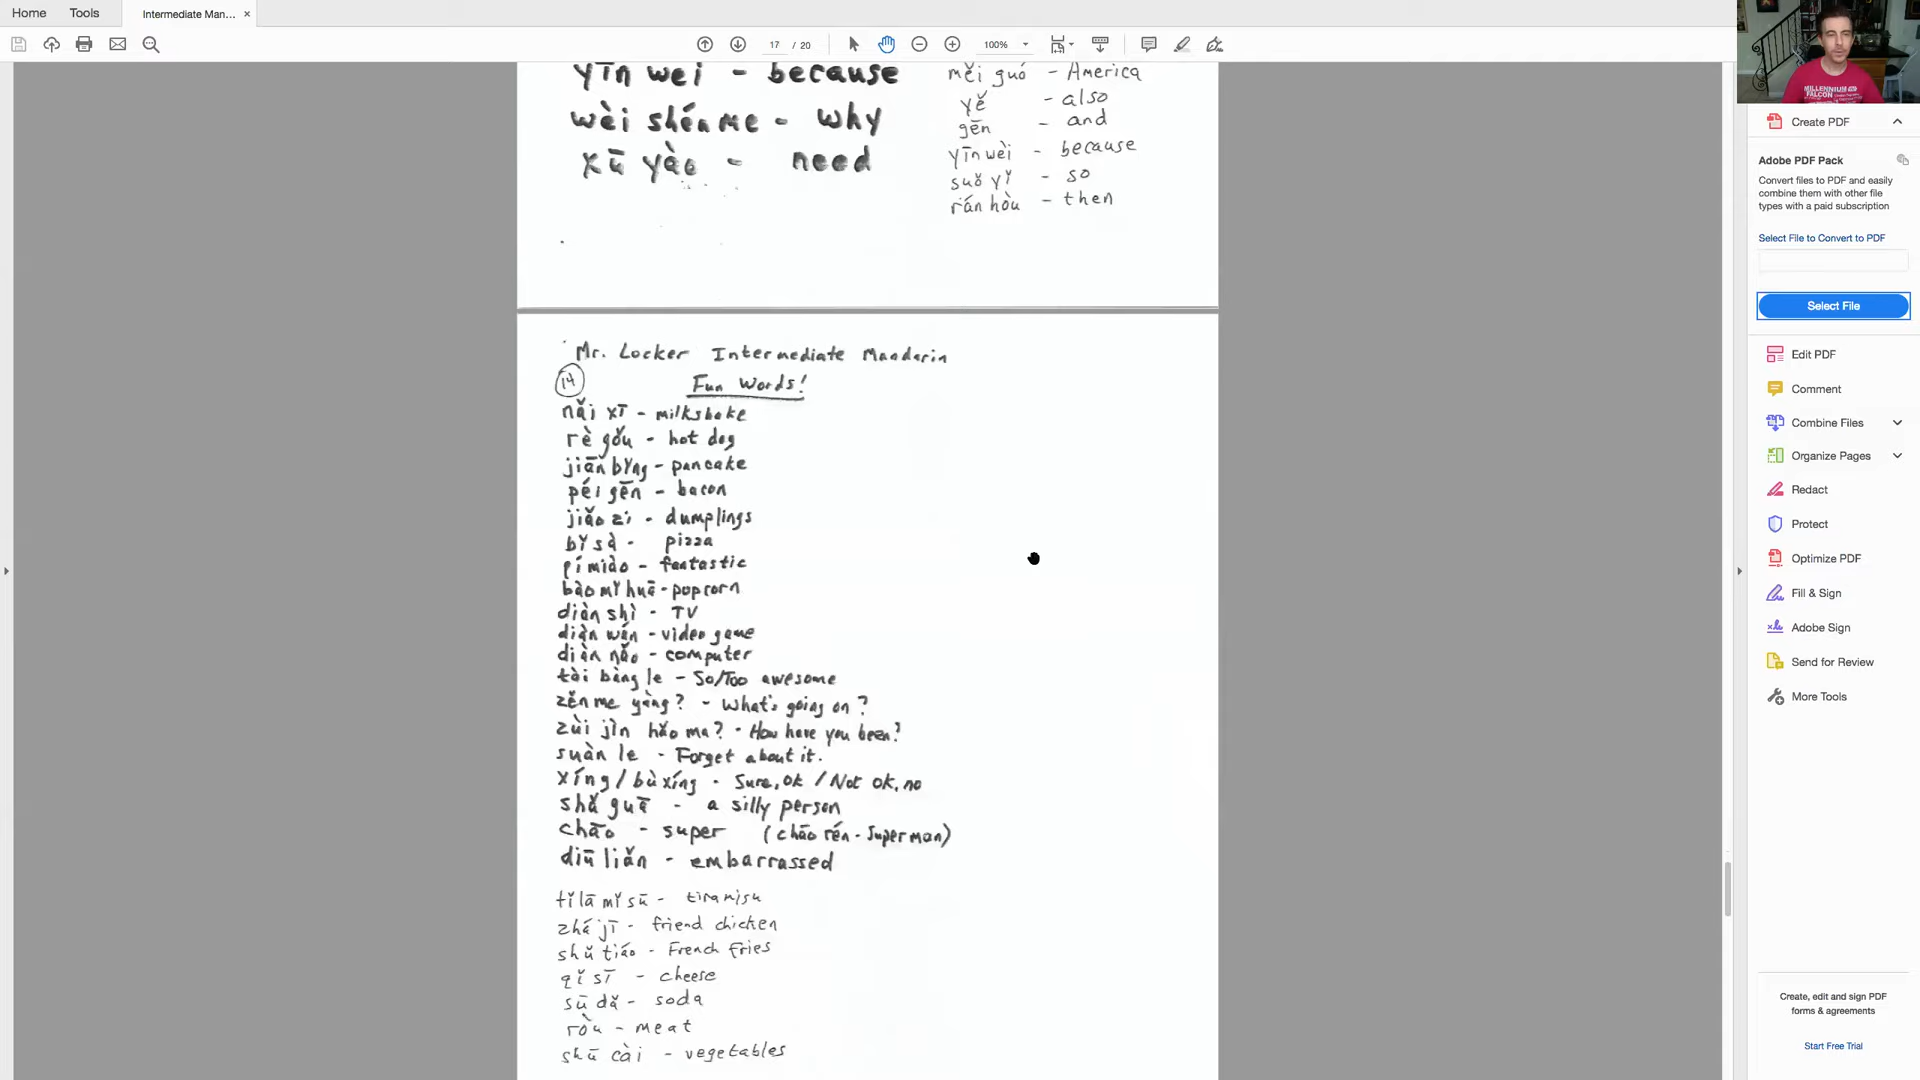 Home
Tools
Intermediate Man... ×
17 / 20
100%
yīn wèi - because
wèi shénme - why
xū yào - need
měi guó - America
yě - also
gēn - and
yīnwèi - because
suǒ yǐ - so
rán hòu - then
Mr. Locker Intermediate Mandarin
14
Fun Words!
nǎi xī - milkshake
rè gǒu - hot dog
jiān bǐng - pancake
péi gēn - bacon
jiǎo zi - dumplings
bǐ sà - pizza
qí miào - fantastic
bào mǐ huā - popcorn
diàn shì - TV
diàn wán - video game
diàn nǎo - computer
tài bàng le - So/Too awesome
zěn me yàng? - What's going on?
zùi jìn hǎo ma? - How have you been?
suàn le - Forget about it.
xíng / bù xíng - Sure, ok / Not ok, no
shǎ guā - a silly person
chāo - super (chāo rén - Superman)
diū liǎn - embarrassed
tǐ lā mǐ sū - tiramisu
zhá jī - friend chicken
shǔ tiáo - French fries
qǐ sī - cheese
sū dǎ - soda
ròu - meat
shū cài - vegetables
MILLENNIUM
FALCON
Create PDF
Adobe PDF Pack
Convert files to PDF and easily
combine them with other file
types with a paid subscription
Select File to Convert to PDF
Select File
Edit PDF
Comment
Combine Files
Organize Pages
Redact
Protect
Optimize PDF
Fill & Sign
Adobe Sign
Send for Review
More Tools
Create, edit and sign PDF
forms & agreements
Start Free Trial